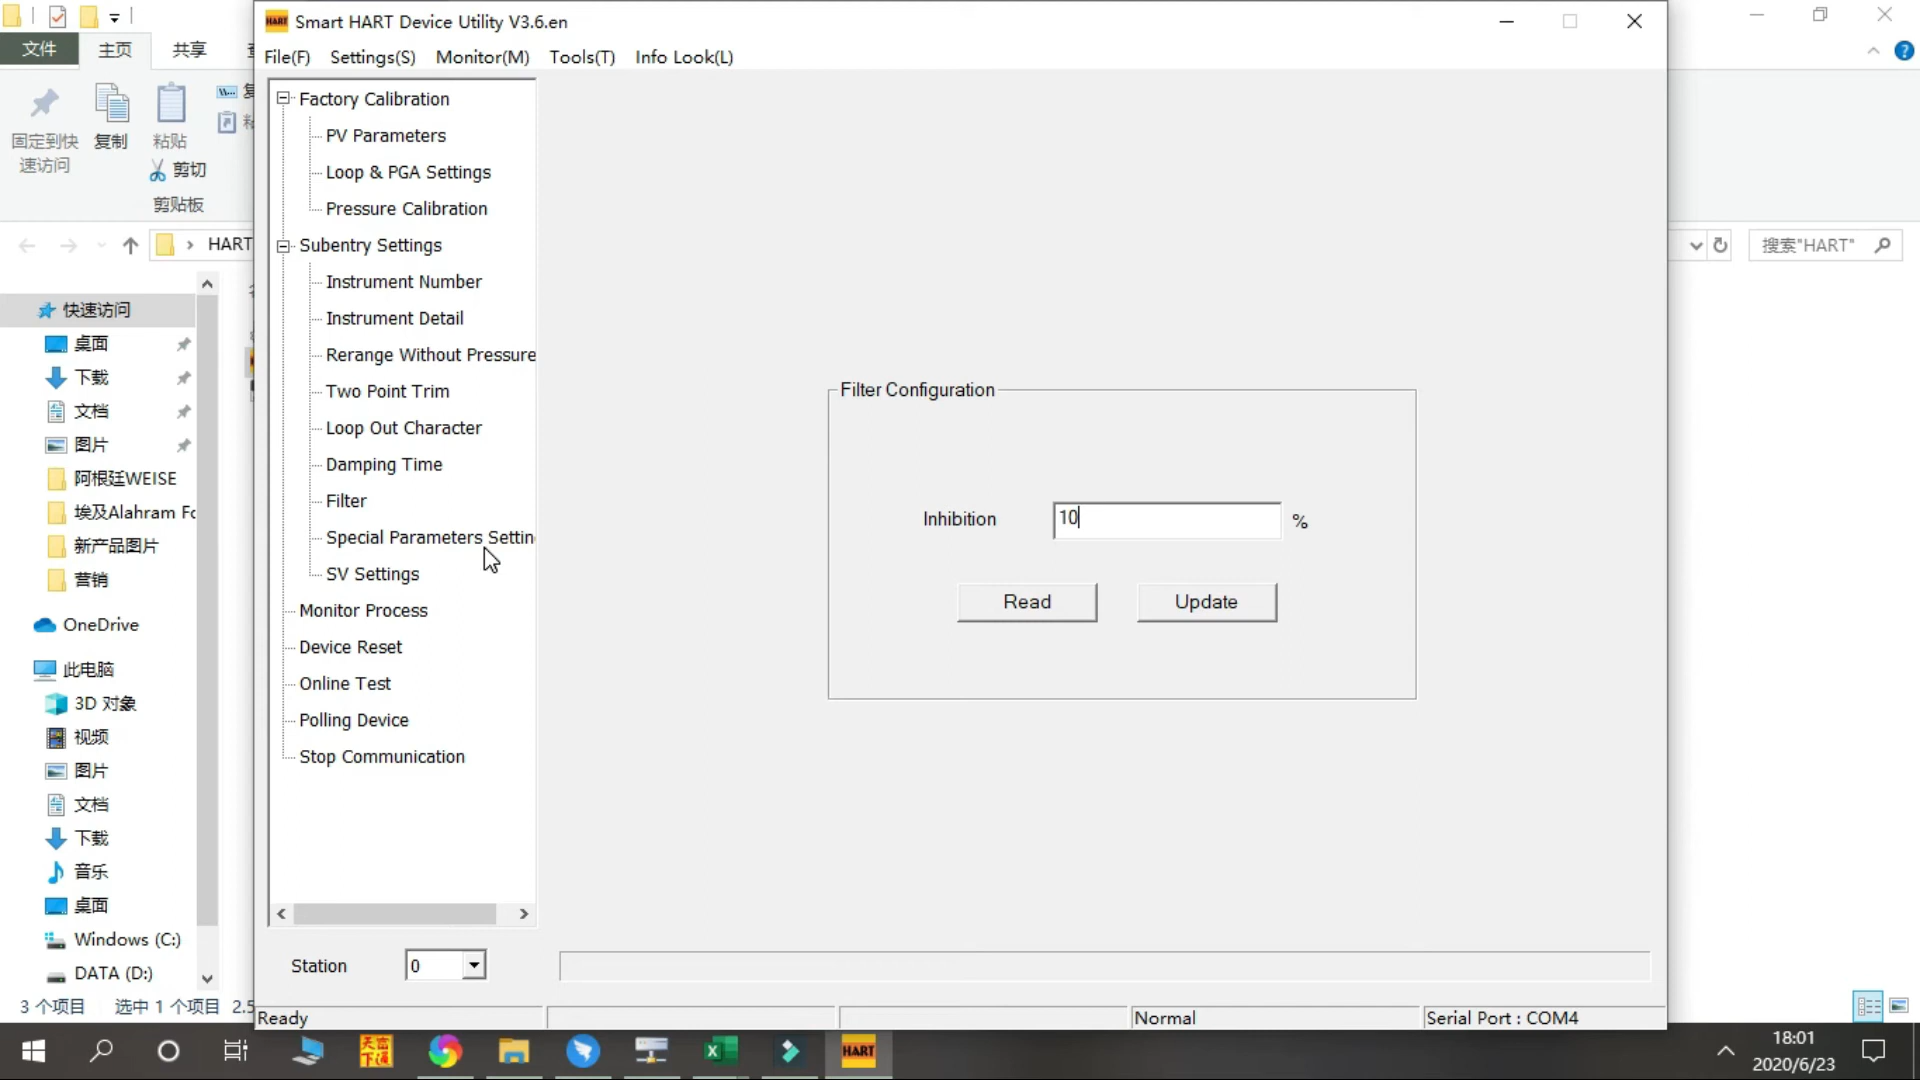 Smart HART Device Utility V3.6.en
File(F) Settings(S) Monitor(M) Tools(T) Info Look(L)
文件 主页 共享
固定到快
速访问
复制
粘贴
剪切
剪贴板
HART
搜索"HART"
快速访问
桌面
下载
文档
图片
阿根廷WEISE
埃及Alahram Fo
新产品图片
营销
OneDrive
此电脑
3D 对象
视频
图片
文档
下载
音乐
桌面
Windows (C:)
DATA (D:)
3 个项目 选中 1 个项目 2.5
Factory Calibration
PV Parameters
Loop & PGA Settings
Pressure Calibration
Subentry Settings
Instrument Number
Instrument Detail
Rerange Without Pressure
Two Point Trim
Loop Out Character
Damping Time
Filter
Special Parameters Settin
SV Settings
Monitor Process
Device Reset
Online Test
Polling Device
Stop Communication
Filter Configuration
Inhibition 10 %
Read Update
Station 0
Ready Normal Serial Port : COM4
天富
下通
HART
18:01
2020/6/23